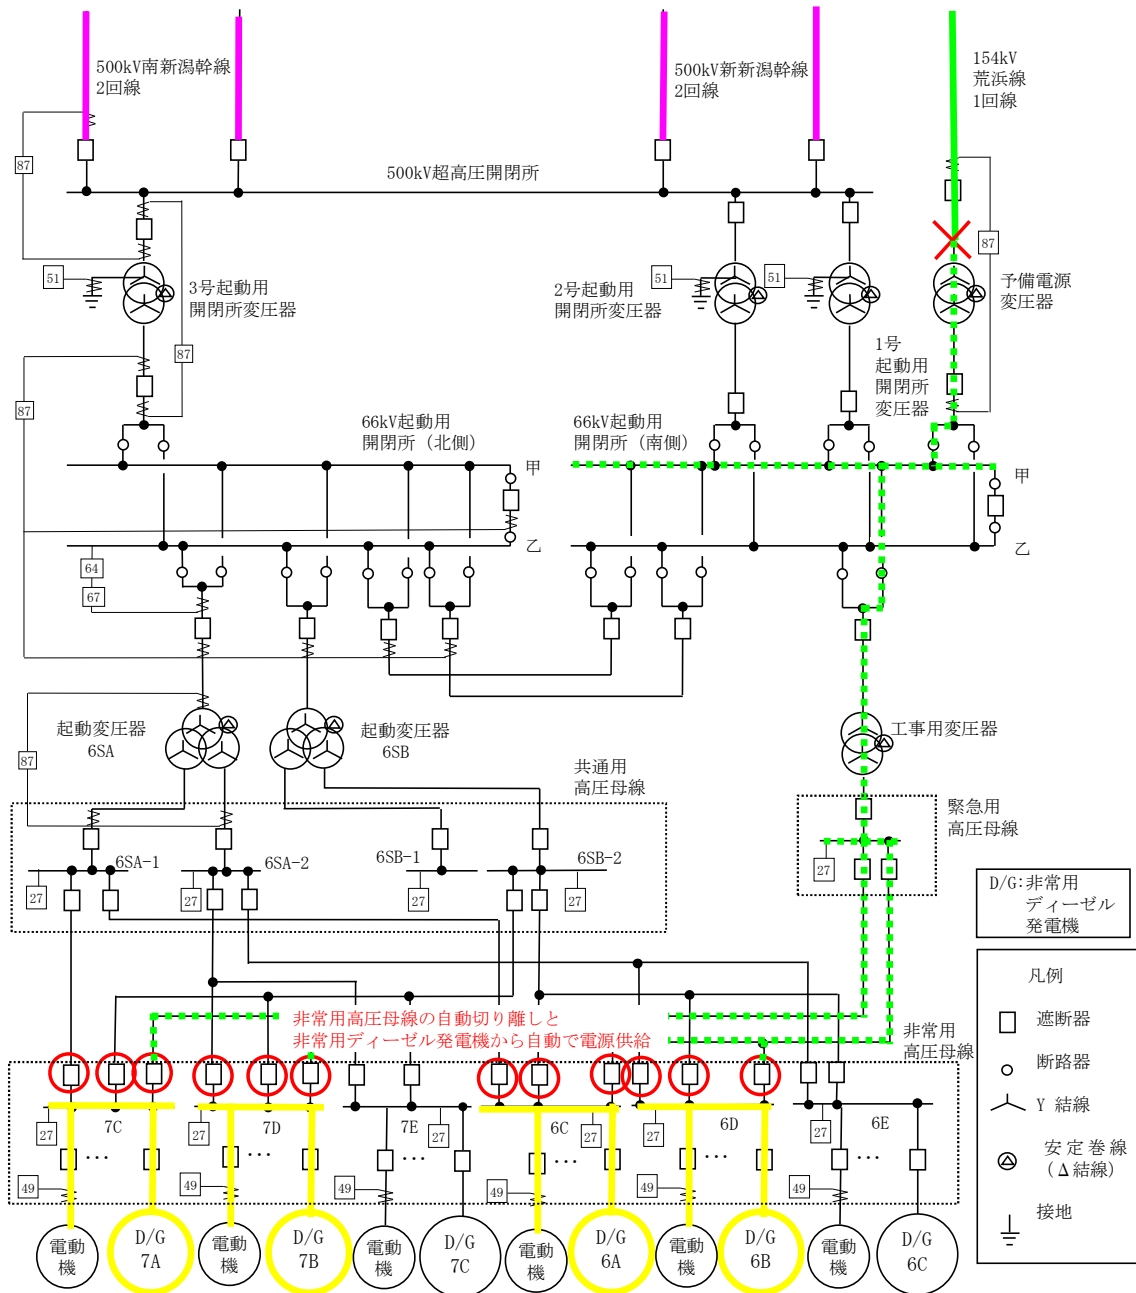 500kV南新潟幹線
2回線
500kV新新潟幹線
2回線
154kV
荒浜線
1回線
87
500kV超高圧開閉所
87
51
3号起動用
開閉所変圧器
51
2号起動用
開閉所変圧器
51
予備電源
変圧器
87
1号
起動用
開閉所
変圧器
87
66kV起動用
開閉所（北側）
66kV起動用
開閉所（南側）
甲
甲
乙
乙
64
67
起動変圧器
6SA
起動変圧器
6SB
工事用変圧器
87
共通用
高圧母線
緊急用
高圧母線
6SA-1
6SA-2
6SB-1
6SB-2
27
27
27
27
27
D/G:非常用
ディーゼル
発電機
凡例
遮断器
断路器
Y 結線
安定巻線
(Δ結線)
接地
非常用高圧母線の自動切り離しと
非常用ディーゼル発電機から自動で電源供給
非常用
高圧母線
7C
7D
7E
6C
6D
6E
27
27
27
27
27
27
…
…
…
…
…
…
49
49
49
49
49
電動
機
D/G
7A
電動
機
D/G
7B
電動
機
D/G
7C
電動
機
D/G
6A
電動
機
D/G
6B
電動
機
D/G
6C